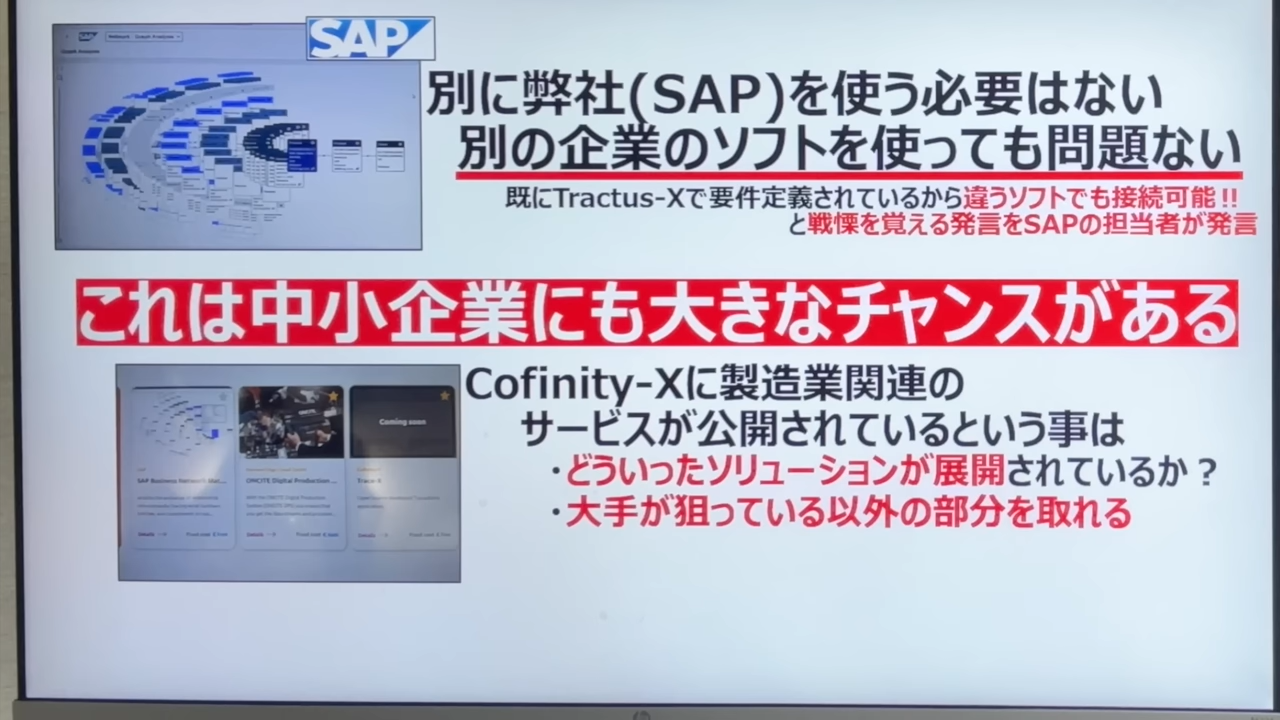 SAP
別に弊社(SAP)を使う必要はない
別の企業のソフトを使っても問題ない
既にTractus-Xで要件定義されているから違うソフトでも接続可能!!
と戦慄を覚える発言をSAPの担当者が発言
これは中小企業にも大きなチャンスがある
Cofinity-Xに製造業関連の
サービスが公開されているという事は
・どういったソリューションが展開されているか?
・大手が狙っている以外の部分を取れる
Coming soon
SAP Business Network
OMCITE Digital Production ...
Trace-X
Details
Details
Details